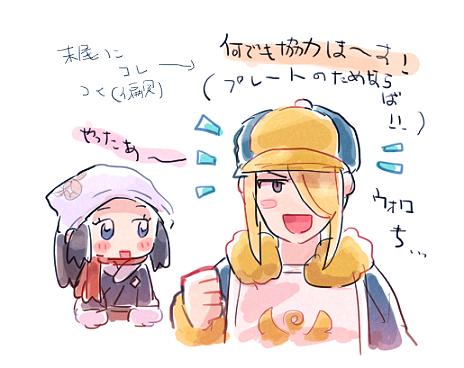 末尾に
コレ →
つく(偏見)
何でも協力しま〜す!
(プレートのためならば!!)
やったぁ〜
ウォロち...